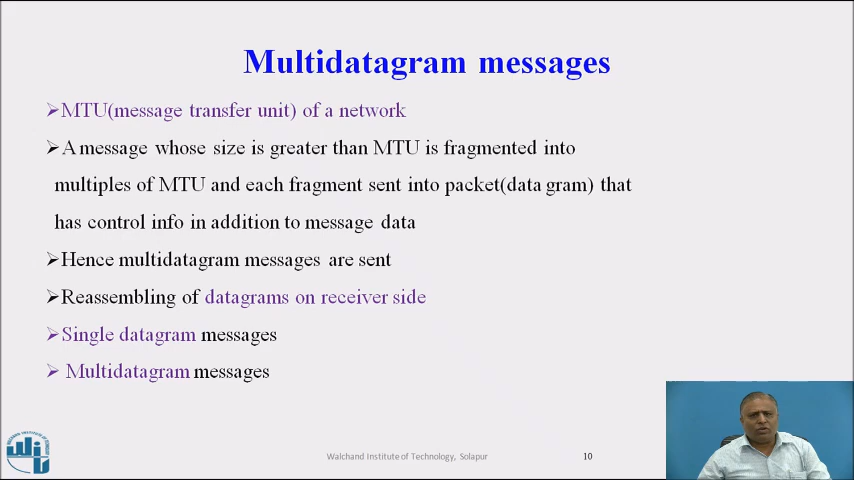 Multidatagram messages
➢MTU(message transfer unit) of a network
➢A message whose size is greater than MTU is fragmented into
multiples of MTU and each fragment sent into packet(data gram) that
has control info in addition to message data
➢Hence multidatagram messages are sent
➢Reassembling of datagrams on receiver side
➢Single datagram messages
➢ Multidatagram messages
Walchand Institute of Technology, Solapur
10